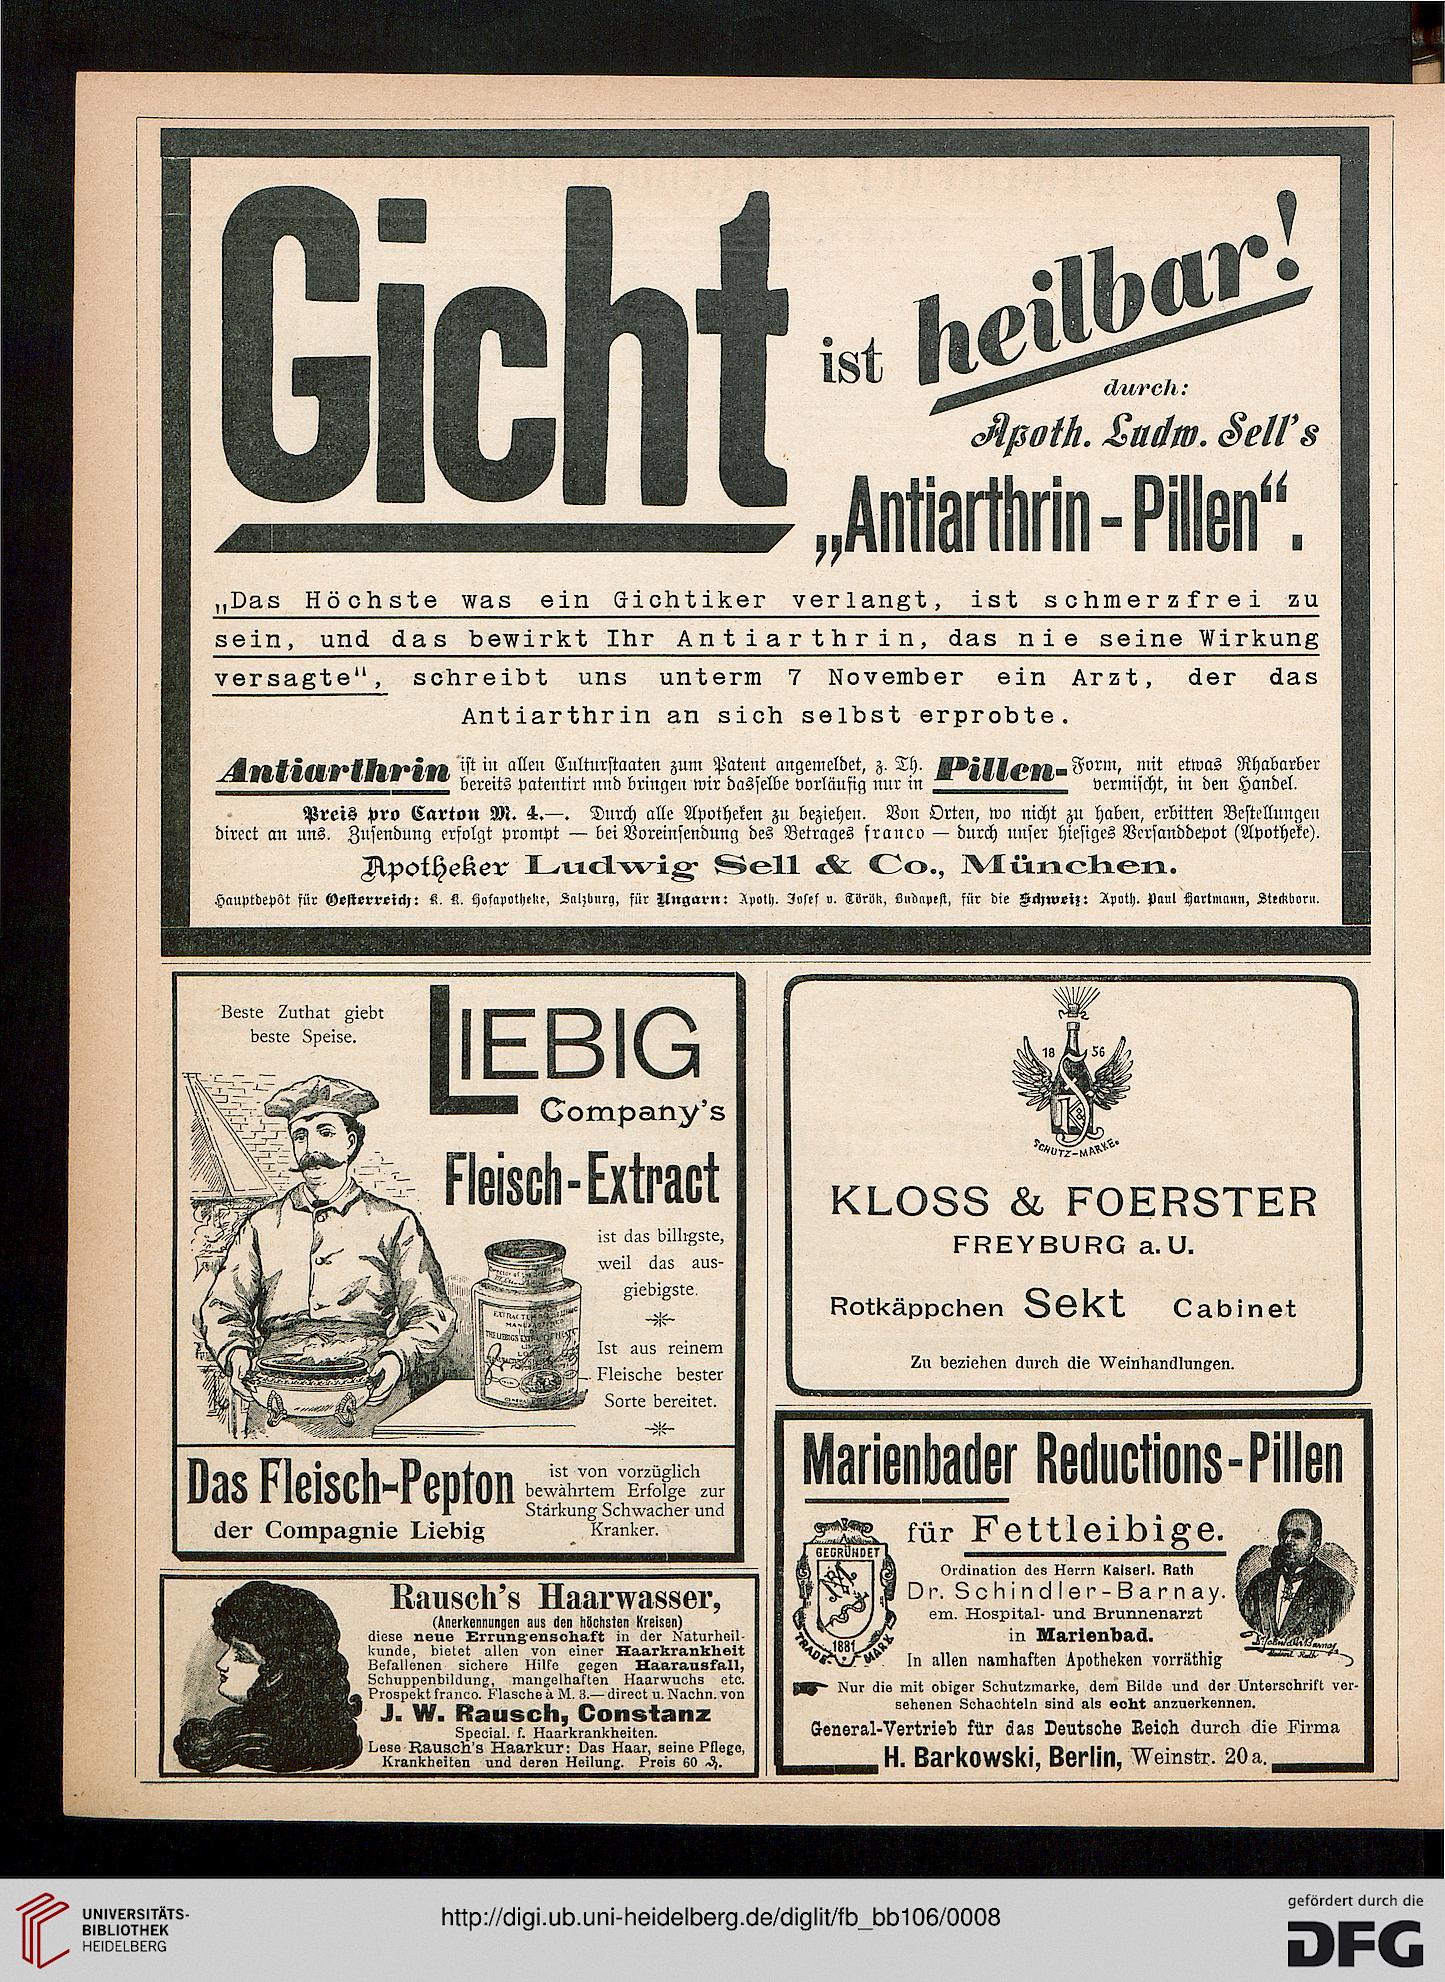 Gicht
ist heilbar!
durch:
Apoth. Ludw. Sell's
„Antiarthrin-Pillen“.
„Das Höchste was ein Gichtiker verlangt, ist schmerzfrei zu
sein, und das bewirkt Ihr Antiarthrin, das nie seine Wirkung
versagte“, schreibt uns unterm 7 November ein Arzt, der das
Antiarthrin an sich selbst erprobte.
Antiarthrin ist in allen Culturstaaten zum Patent angemeldet, z. Th. Pillen-Form, mit etwas Rhabarber
bereits patentirt nnd bringen wir dasselbe vorläufig nur in vermischt, in den Handel.
Preis pro Carton M. 4.—. Durch alle Apotheken zu beziehen. Von Orten, wo nicht zu haben, erbitten Bestellungen
direct an uns. Zusendung erfolgt prompt — bei Voreinsendung des Betrages franco — durch unser hiesiges Versanddepot (Apotheke).
Apotheker Ludwig Sell & Co., München.
Hauptdepôt für Oesterreich: K. K. Hofapotheke, Salzburg, für Ungarn: Apoth. Josef v. Török, Budapest, für die Schweiz: Apoth. Paul Hartmann, Steckborn.
Beste Zuthat giebt
beste Speise.
LIEBIG
Company's
Fleisch-Extract
ist das billigste,
weil das aus-
giebigste.
Ist aus reinem
Fleische bester
Sorte bereitet.
Das Fleisch-Pepton
der Compagnie Liebig
ist von vorzüglich
bewährtem Erfolge zur
Stärkung Schwacher und
Kranker.
Rausch's Haarwasser,
(Anerkennungen aus den höchsten Kreisen)
diese neue Errungenschaft in der Naturheil-
kunde, bietet allen von einer Haarkrankheit
Befallenen sichere Hilfe gegen Haarausfall,
Schuppenbildung, mangelhaften Haarwuchs etc.
Prospekt franco. Flasche à M. 3.— direct u. Nachn. von
J. W. Rausch, Constanz
Special. f. Haarkrankheiten.
Lese Rausch's Haarkur: Das Haar, seine Pflege,
Krankheiten und deren Heilung. Preis 60 ₰.
18 56
SCHUTZ-MARKE.
KLOSS & FOERSTER
FREYBURG a. U.
Rotkäppchen Sekt Cabinet
Zu beziehen durch die Weinhandlungen.
Marienbader Reductions-Pillen
für Fettleibige.
GEGRÜNDET
1881
TRADE MARK
Ordination des Herrn Kaiserl. Rath
Dr. Schindler-Barnay.
em. Hospital- und Brunnenarzt
in Marienbad.
In allen namhaften Apotheken vorräthig
Nur die mit obiger Schutzmarke, dem Bilde und der Unterschrift ver-
sehenen Schachteln sind als echt anzuerkennen.
General-Vertrieb für das Deutsche Reich durch die Firma
H. Barkowski, Berlin, Weinstr. 20 a.
UNIVERSITÄTS-
BIBLIOTHEK
HEIDELBERG
http://digi.ub.uni-heidelberg.de/diglit/fb_bb106/0008
gefördert durch die
DFG